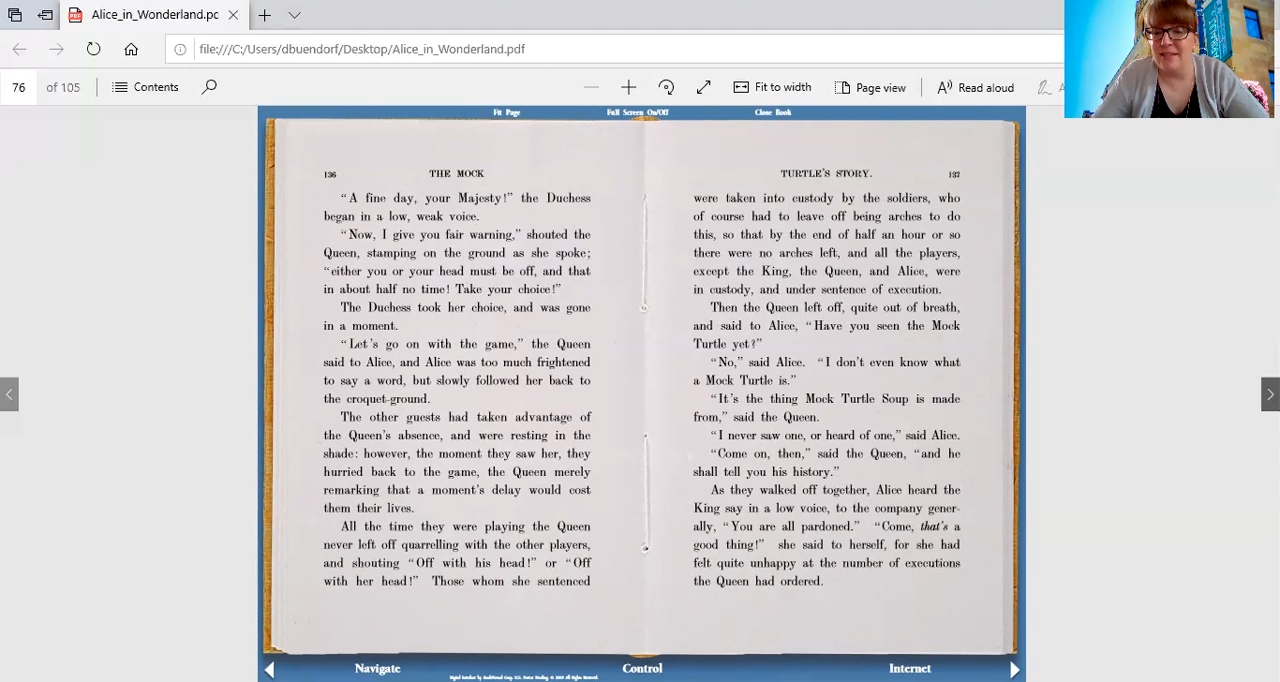 Alice_in_Wonderland.pc
file:///C:/Users/dbuendorf/Desktop/Alice_in_Wonderland.pdf
76 of 105 Contents Fit to width Page view Read aloud
Fit Page Full Screen On/Off Close Book
136 THE MOCK
“A fine day, your Majesty!” the Duchess
began in a low, weak voice.
“Now, I give you fair warning,” shouted the
Queen, stamping on the ground as she spoke;
“either you or your head must be off, and that
in about half no time! Take your choice!”
The Duchess took her choice, and was gone
in a moment.
“Let’s go on with the game,” the Queen
said to Alice, and Alice was too much frightened
to say a word, but slowly followed her back to
the croquet-ground.
The other guests had taken advantage of
the Queen’s absence, and were resting in the
shade: however, the moment they saw her, they
hurried back to the game, the Queen merely
remarking that a moment’s delay would cost
them their lives.
All the time they were playing the Queen
never left off quarrelling with the other players,
and shouting “Off with his head!” or “Off
with her head!” Those whom she sentenced
TURTLE’S STORY. 137
were taken into custody by the soldiers, who
of course had to leave off being arches to do
this, so that by the end of half an hour or so
there were no arches left, and all the players,
except the King, the Queen, and Alice, were
in custody, and under sentence of execution.
Then the Queen left off, quite out of breath,
and said to Alice, “Have you seen the Mock
Turtle yet?”
“No,” said Alice. “I don’t even know what
a Mock Turtle is.”
“It’s the thing Mock Turtle Soup is made
from,” said the Queen.
“I never saw one, or heard of one,” said Alice.
“Come on, then,” said the Queen, “and he
shall tell you his history.”
As they walked off together, Alice heard the
King say in a low voice, to the company gener-
ally, “You are all pardoned.” “Come, that’s a
good thing!” she said to herself, for she had
felt quite unhappy at the number of executions
the Queen had ordered.
Navigate Control Internet